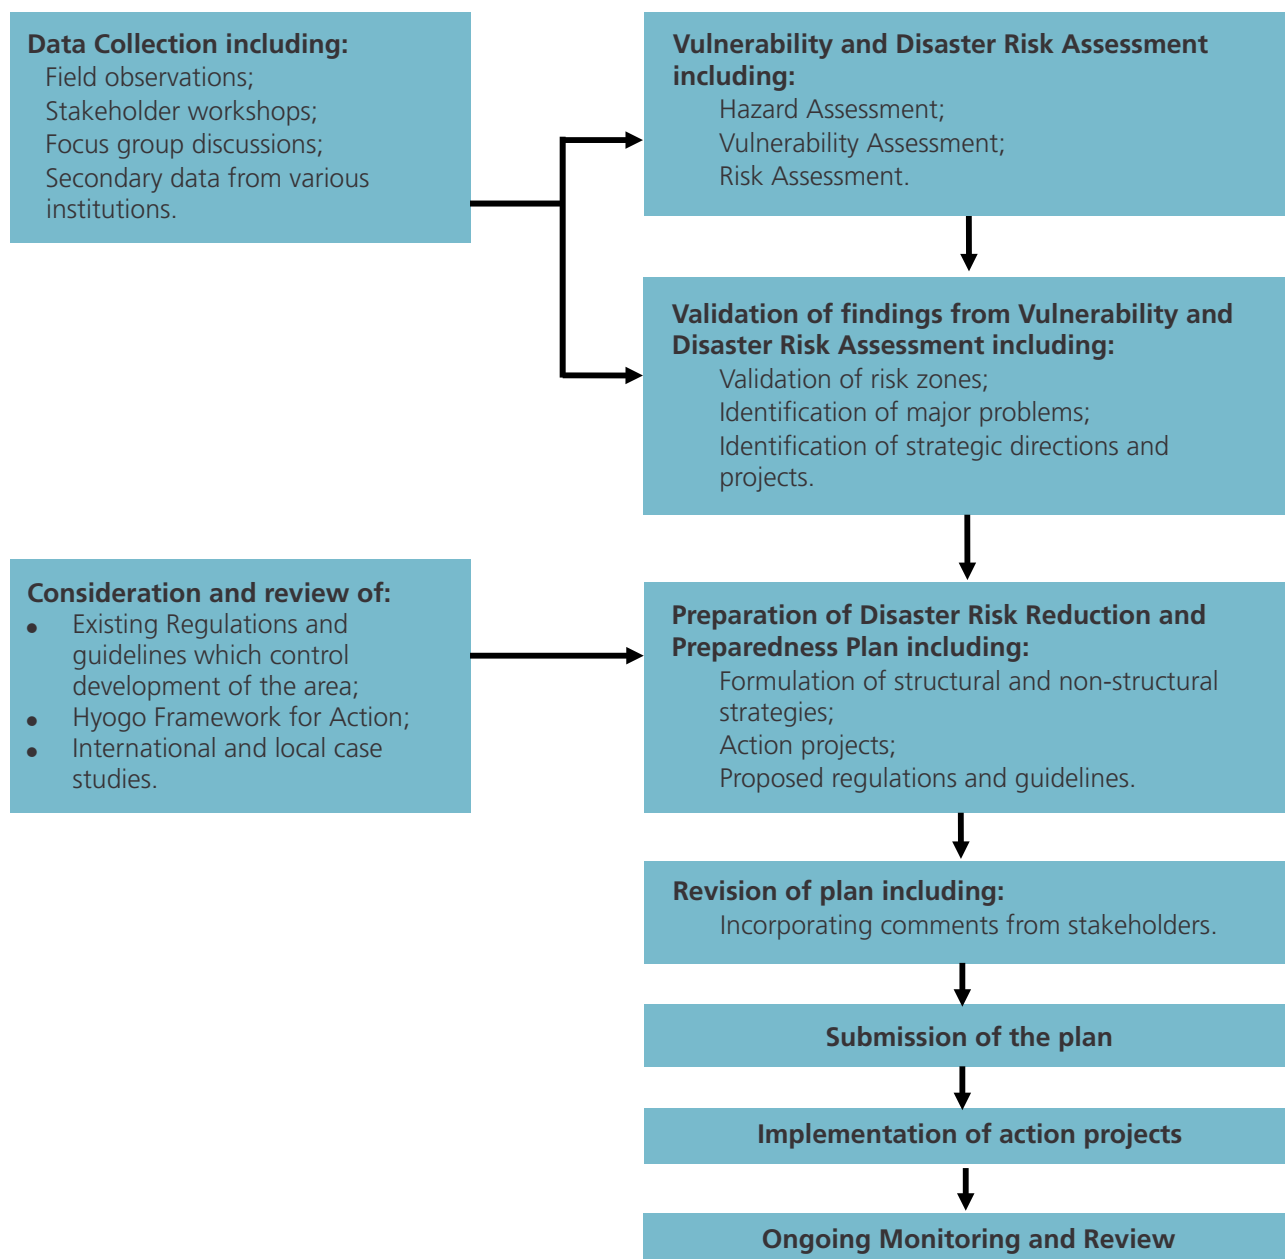 Data Collection including:
Field observations;
Stakeholder workshops;
Focus group discussions;
Secondary data from various
institutions.
Vulnerability and Disaster Risk Assessment
including:
Hazard Assessment;
Vulnerability Assessment;
Risk Assessment.
Validation of findings from Vulnerability and
Disaster Risk Assessment including:
Validation of risk zones;
Identification of major problems;
Identification of strategic directions and
projects.
Consideration and review of:
• Existing Regulations and
guidelines which control
development of the area;
• Hyogo Framework for Action;
• International and local case
studies.
Preparation of Disaster Risk Reduction and
Preparedness Plan including:
Formulation of structural and non-structural
strategies;
Action projects;
Proposed regulations and guidelines.
Revision of plan including:
Incorporating comments from stakeholders.
Submission of the plan
Implementation of action projects
Ongoing Monitoring and Review